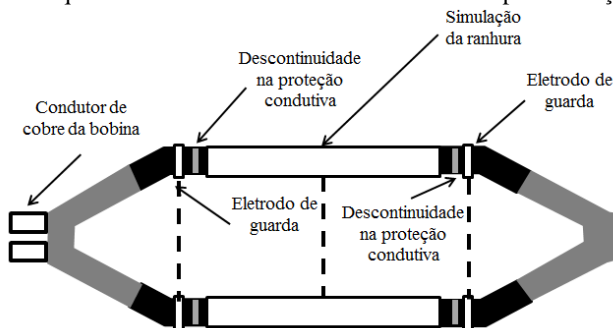 Simulação
da ranhura
Descontinuidade
na proteção
condutiva
Eletrodo de
guarda
Condutor de
cobre da bobina
Eletrodo de
guarda
Descontinuidade
na proteção
condutiva